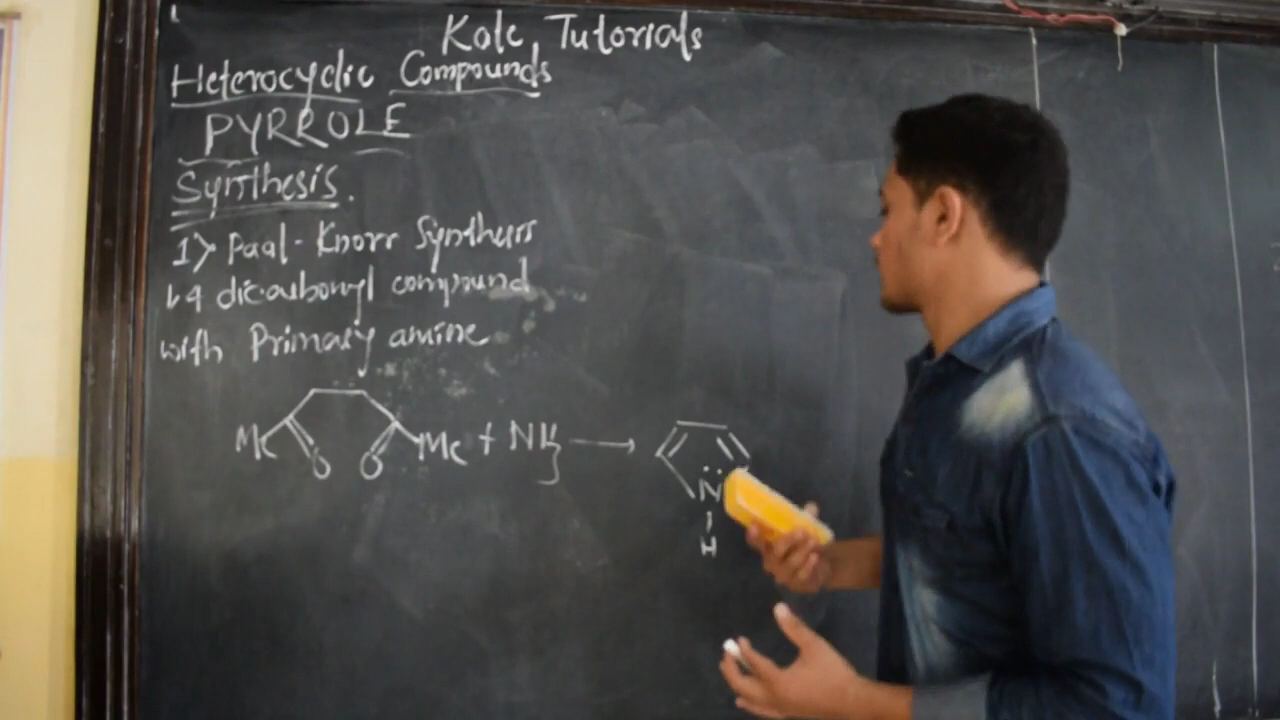 Kole Tutorials
Heterocyclic Compounds
PYRROLE
Synthesis.
1> Paal-Knorr Synthesis
1,4 dicarbonyl compound
with Primary amine
Me O O Me + NH3 → N
H